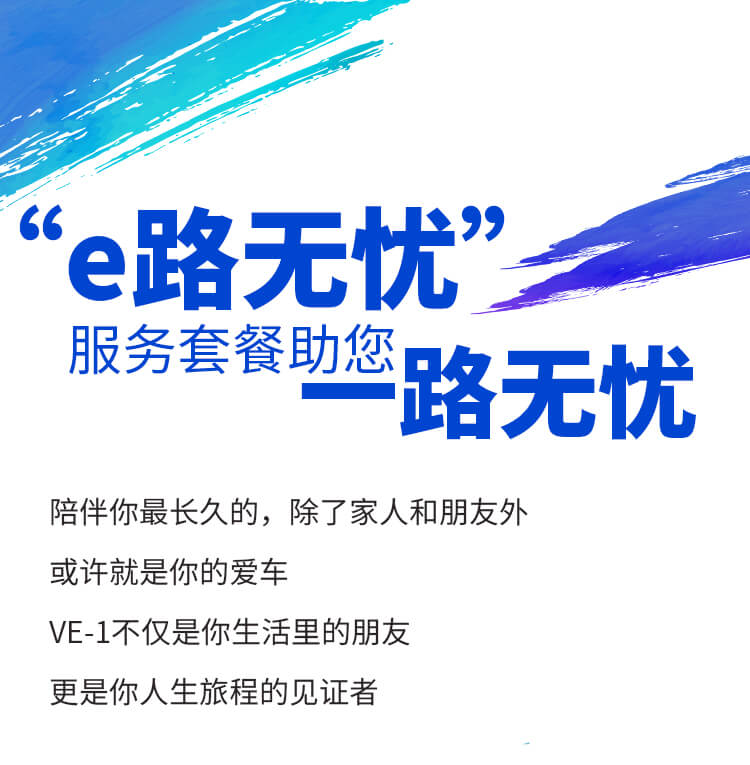 “e路无忧”
服务套餐助您
一路无忧
陪伴你最长久的，除了家人和朋友外
或许就是你的爱车
VE-1不仅是你生活里的朋友
更是你人生旅程的见证者